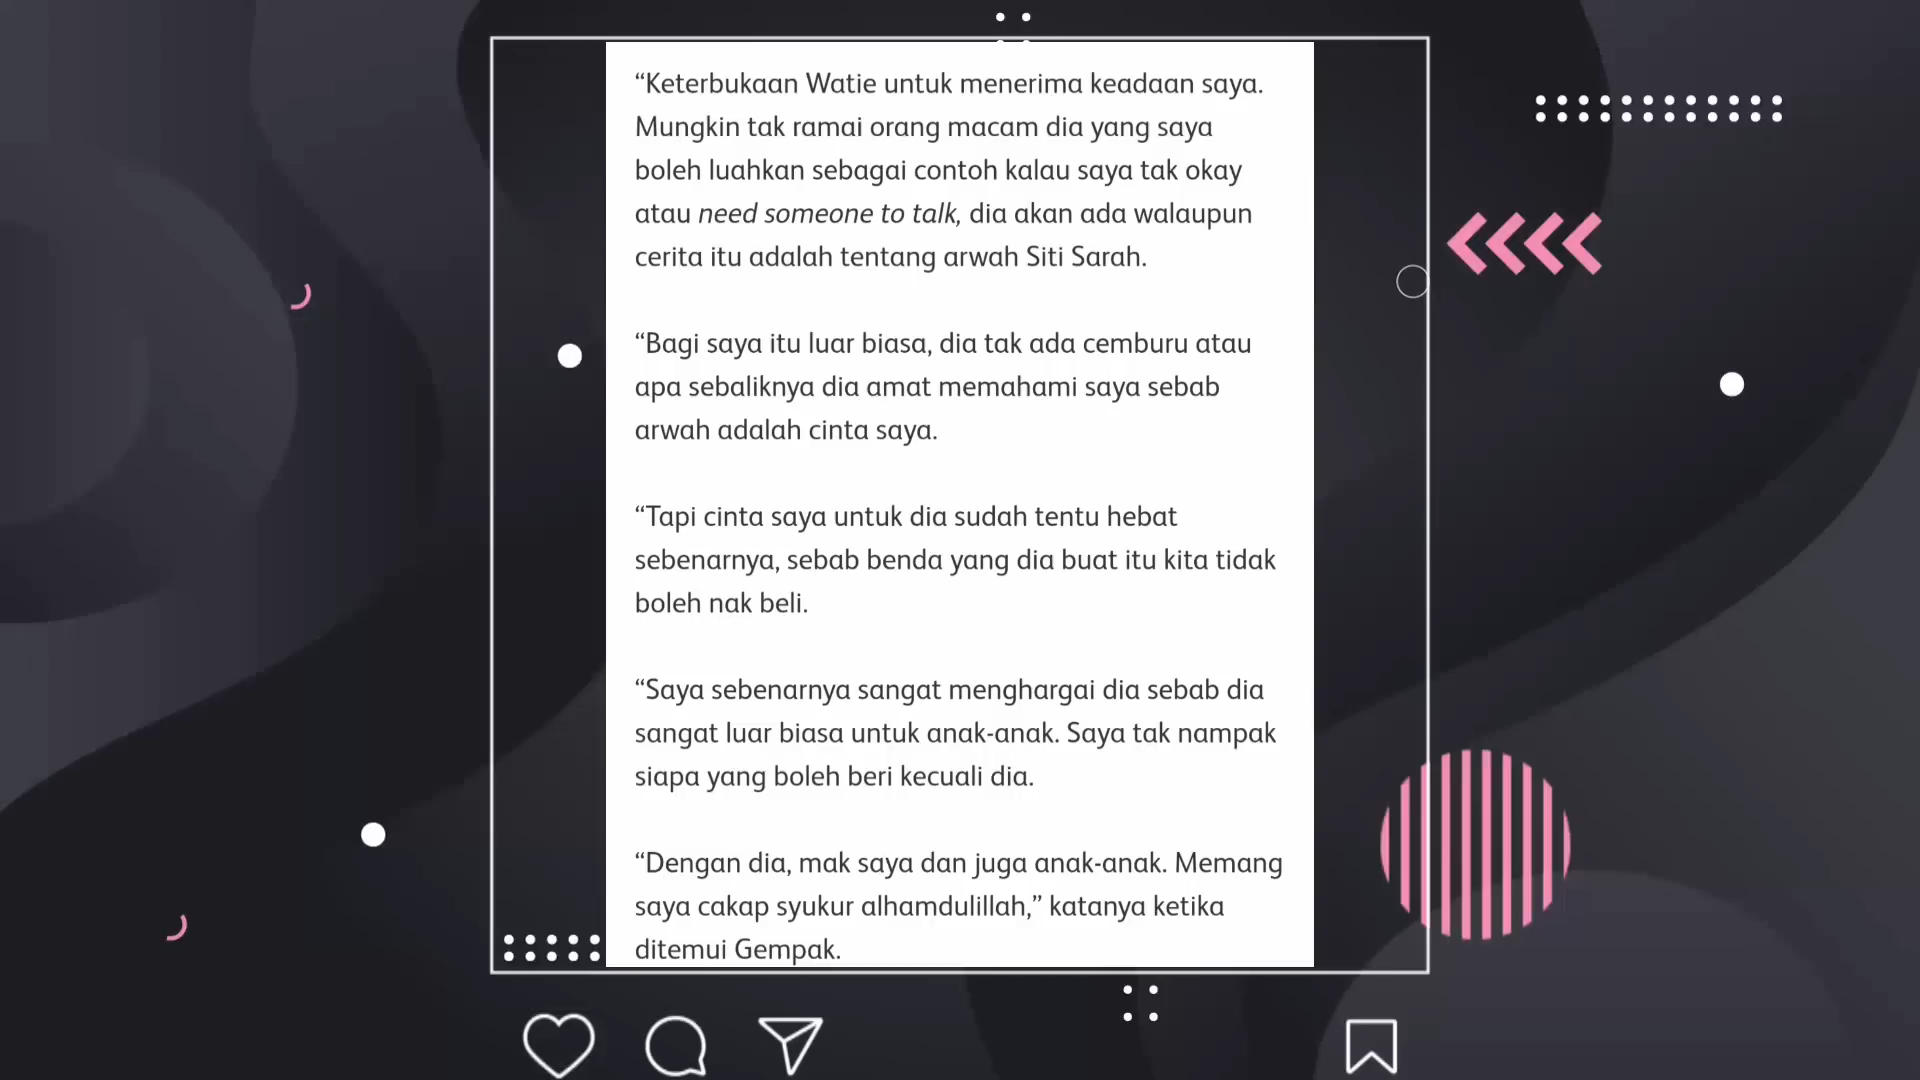 “Keterbukaan Watie untuk menerima keadaan saya.
Mungkin tak ramai orang macam dia yang saya
boleh luahkan sebagai contoh kalau saya tak okay
atau need someone to talk, dia akan ada walaupun
cerita itu adalah tentang arwah Siti Sarah.
“Bagi saya itu luar biasa, dia tak ada cemburu atau
apa sebaliknya dia amat memahami saya sebab
arwah adalah cinta saya.
“Tapi cinta saya untuk dia sudah tentu hebat
sebenarnya, sebab benda yang dia buat itu kita tidak
boleh nak beli.
“Saya sebenarnya sangat menghargai dia sebab dia
sangat luar biasa untuk anak-anak. Saya tak nampak
siapa yang boleh beri kecuali dia.
“Dengan dia, mak saya dan juga anak-anak. Memang
saya cakap syukur alhamdulillah,” katanya ketika
ditemui Gempak.